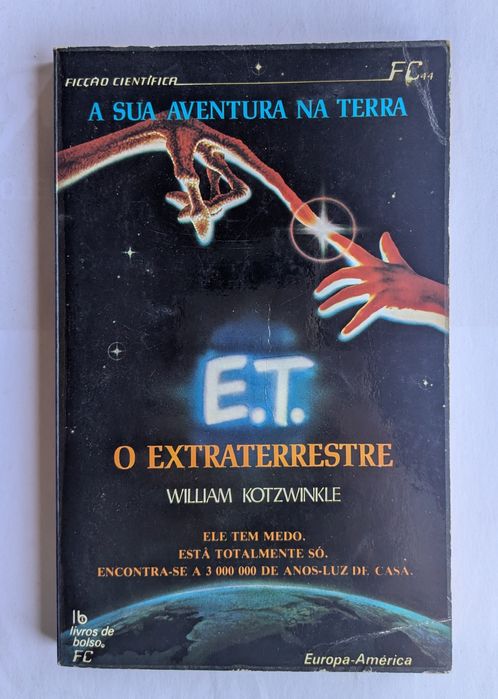 FICÇÃO CIENTÍFICA
FC 44
A SUA AVENTURA NA TERRA
E.T.
O EXTRATERRESTRE
WILLIAM KOTZWINKLE
ELE TEM MEDO.
ESTÁ TOTALMENTE SÓ.
ENCONTRA-SE A 3 000 000 DE ANOS-LUZ DE CASA.
lb
livros de
bolso
FC
Europa-América